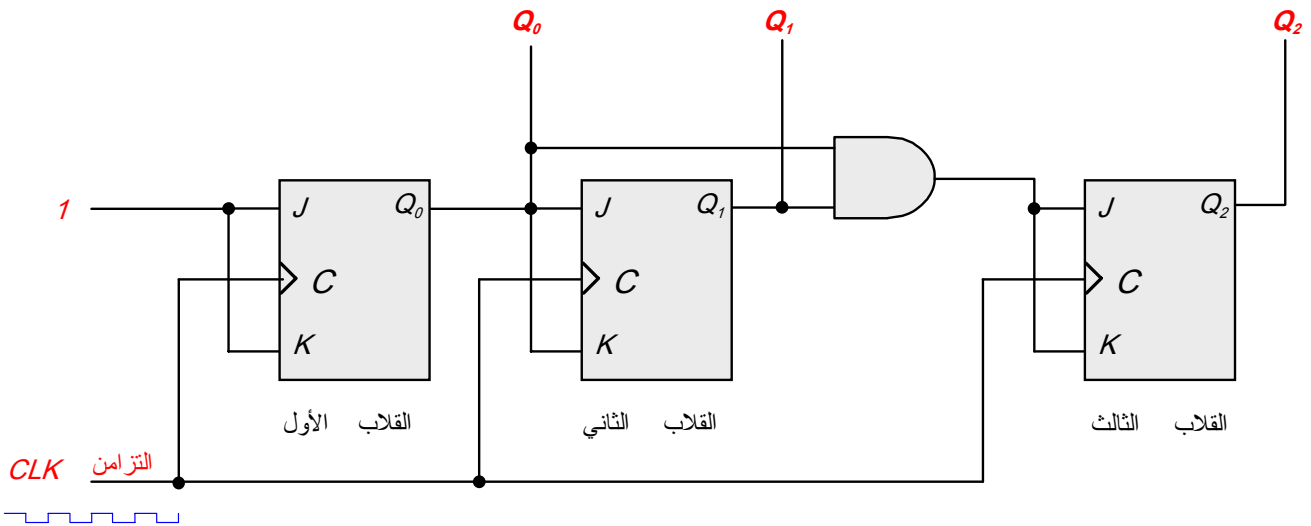 Q₀ Q₁ Q₂
1 J Q₀ J Q₁ J Q₂
C C C
K K K
القلاب الأول القلاب الثاني القلاب الثالث
CLK التزامن